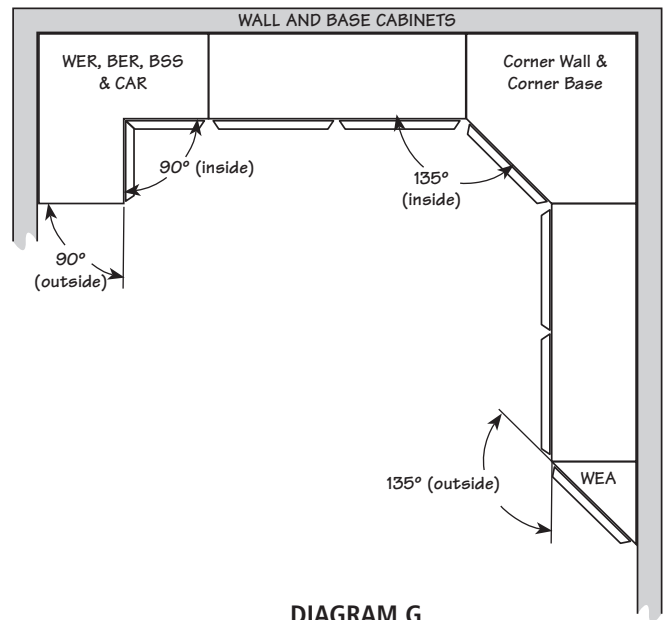 WALL AND BASE CABINETS
WER, BER, BSS
& CAR
Corner Wall &
Corner Base
90° (inside)
135°
(inside)
90°
(outside)
135° (outside)
WEA
DIAGRAM G